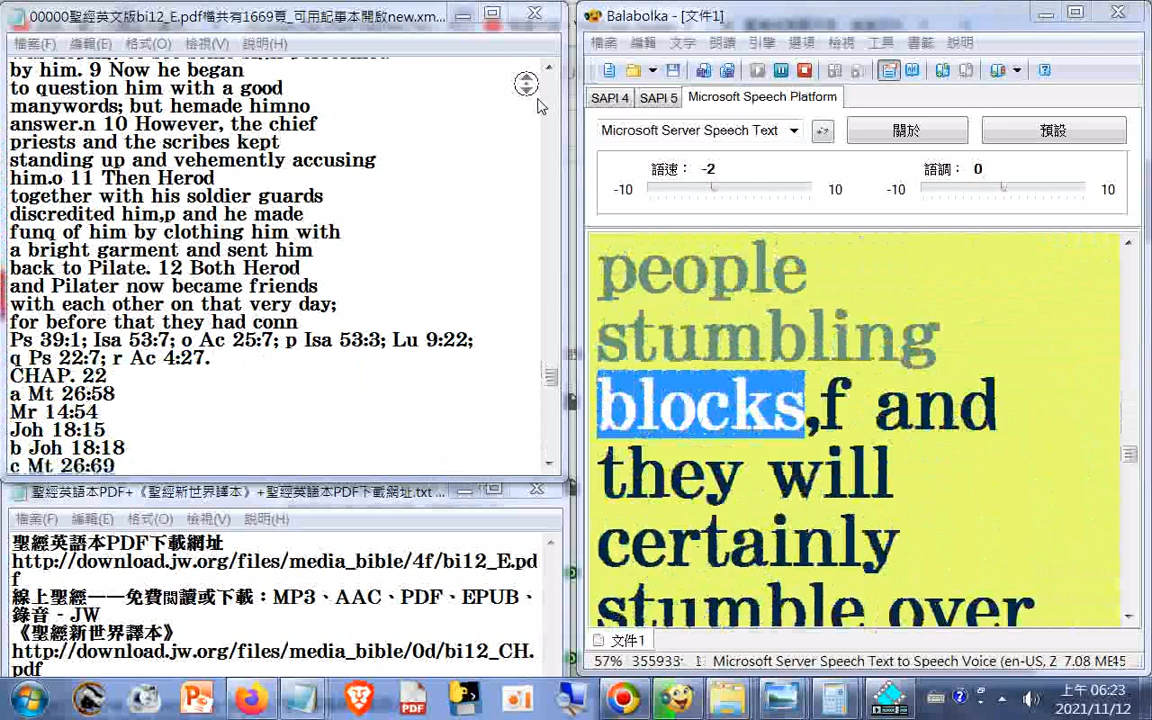 00000聖經英文版bi12_E.pdf檔共有1669頁_可用記事本開啟new.xm...
檔案(F) 編輯(E) 格式(O) 檢視(V) 說明(H)
by him. 9 Now he began
to question him with a good
manywords; but hemade himno
answer.n 10 However, the chief
priests and the scribes kept
standing up and vehemently accusing
him.o 11 Then Herod
together with his soldier guards
discredited him,p and he made
funq of him by clothing him with
a bright garment and sent him
back to Pilate. 12 Both Herod
and Pilater now became friends
with each other on that very day;
for before that they had conn
Ps 39:1; Isa 53:7; o Ac 25:7; p Isa 53:3; Lu 9:22;
q Ps 22:7; r Ac 4:27.
CHAP. 22
a Mt 26:58
Mr 14:54
Joh 18:15
b Joh 18:18
c Mt 26:69
聖經英語本PDF+《聖經新世界譯本》+聖經英語本PDF下載網址.txt ...
檔案(F) 編輯(E) 格式(O) 檢視(V) 說明(H)
聖經英語本PDF下載網址
http://download.jw.org/files/media_bible/4f/bi12_E.pd
f
線上聖經——免費閱讀或下載：MP3、AAC、PDF、EPUB、
錄音 - JW
《聖經新世界譯本》
http://download.jw.org/files/media_bible/0d/bi12_CH.
pdf
Balabolka - [文件1]
檔案 編輯 文字 朗讀 引擎 選項 檢視 工具 書籤 說明
SAPI 4 SAPI 5 Microsoft Speech Platform
Microsoft Server Speech Text 關於 預設
語速： -2 語調： 0
-10 10 -10 10
people
stumbling
blocks,f and
they will
certainly
stumble over
文件1
57% Microsoft Server Speech Text to Speech Voice (en-US, Z 7.08 ME
上午 06:23
2021/11/12